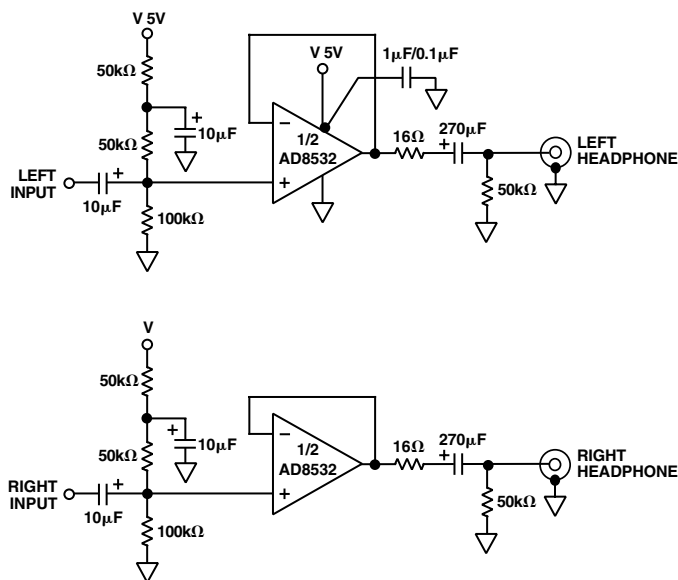 V 5V
50kΩ
50kΩ
+
10µF
LEFT
INPUT
+
10µF
100kΩ
V 5V
1µF/0.1µF
−
1/2
AD8532
+
16Ω
270µF
+
50kΩ
LEFT
HEADPHONE
V
50kΩ
50kΩ
+
10µF
RIGHT
INPUT
+
10µF
100kΩ
−
1/2
AD8532
+
16Ω
270µF
+
50kΩ
RIGHT
HEADPHONE